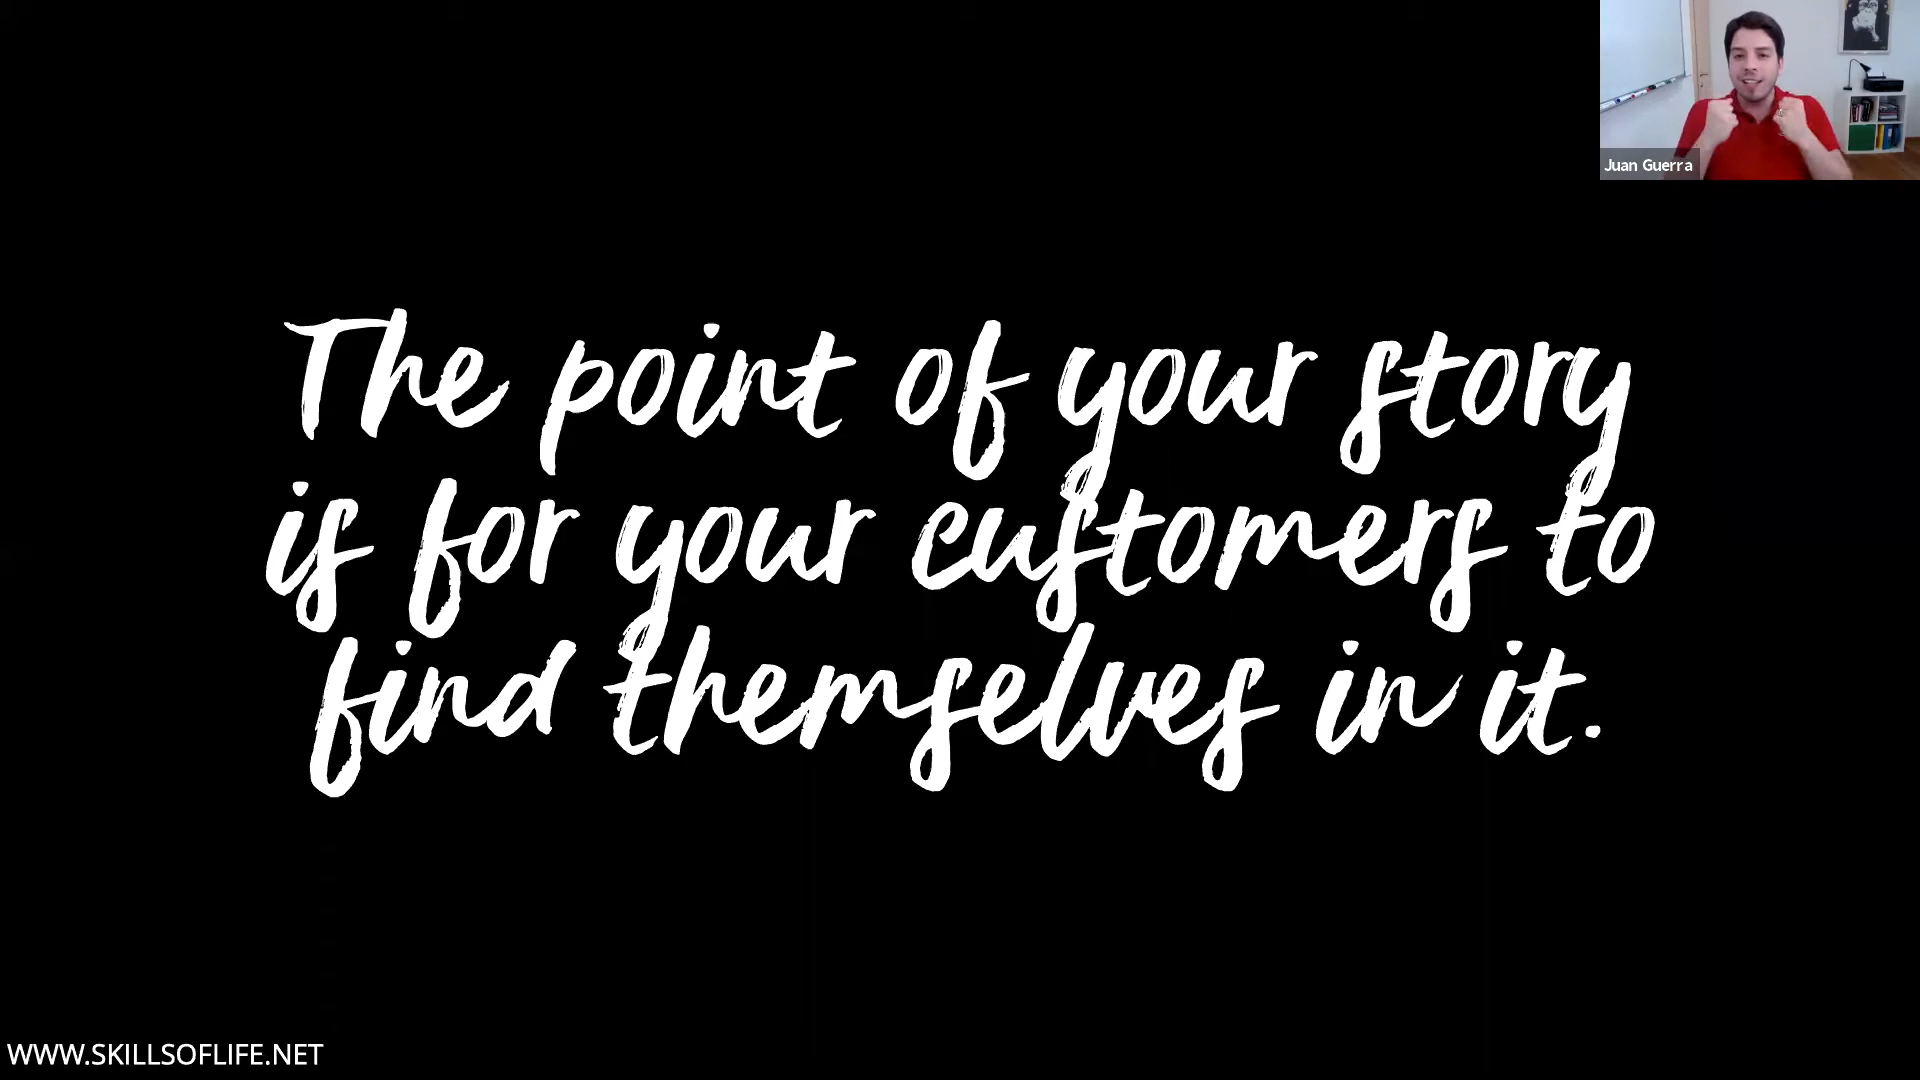 Juan Guerra
The point of your story
is for your customers to
find themselves in it.
WWW.SKILLSOFLIFE.NET